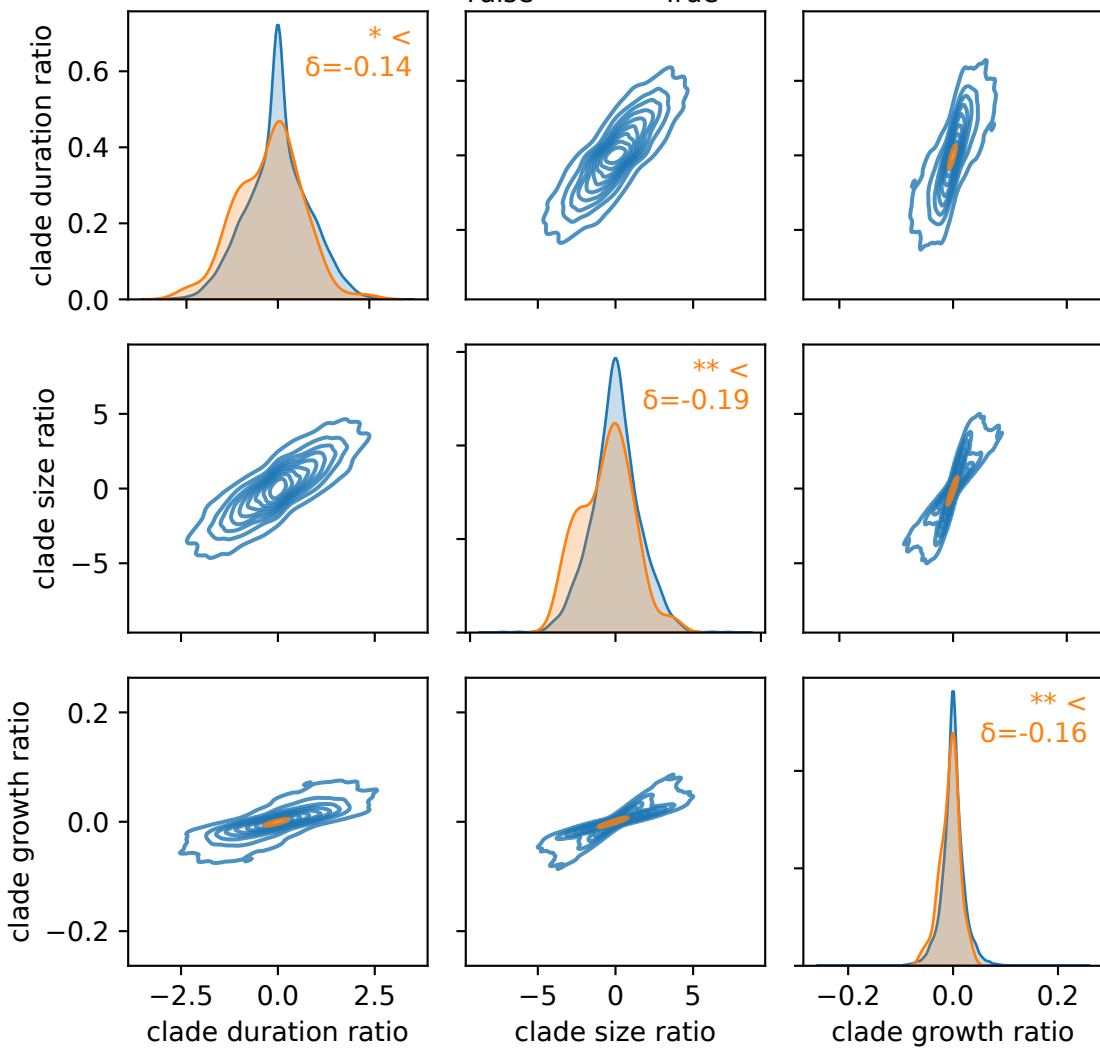 clade duration ratio
0.6
0.4
0.2
0.0
* <
δ=-0.14
clade size ratio
5
0
−5
** <
δ=-0.19
clade growth ratio
0.2
0.0
−0.2
** <
δ=-0.16
−2.5 0.0 2.5
−5 0 5
−0.2 0.0 0.2
clade duration ratio
clade size ratio
clade growth ratio